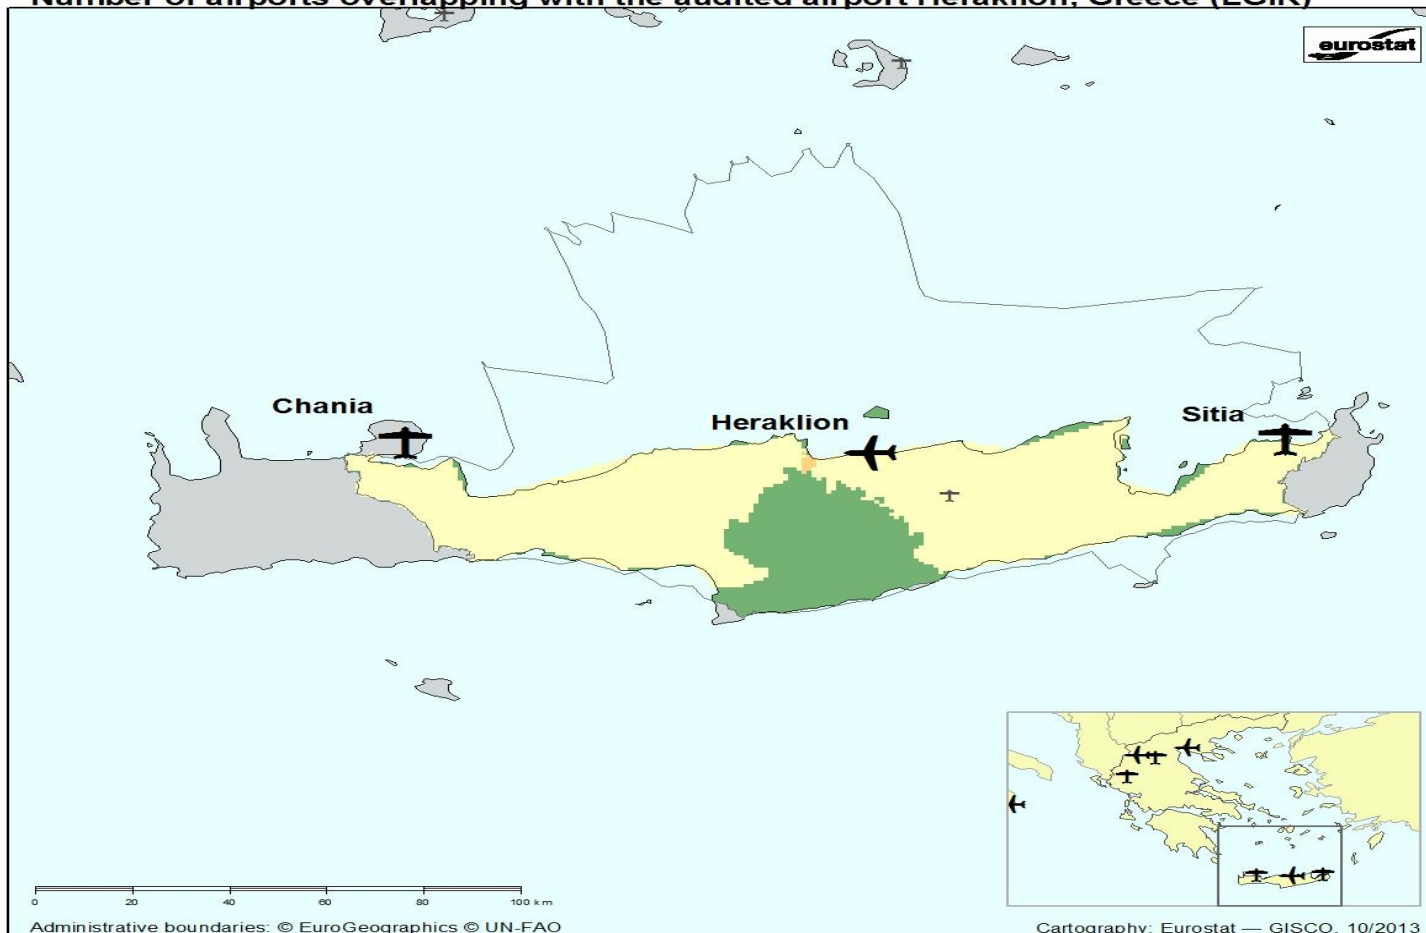 Number of airports overlapping with the audited airport Heraklion, Greece (LGIR)
eurostat
Chania
Heraklion
Sitia
0 20 40 60 80 100 km
Administrative boundaries: © EuroGeographics © UN-FAO
Cartography: Eurostat — GISCO, 10/2013